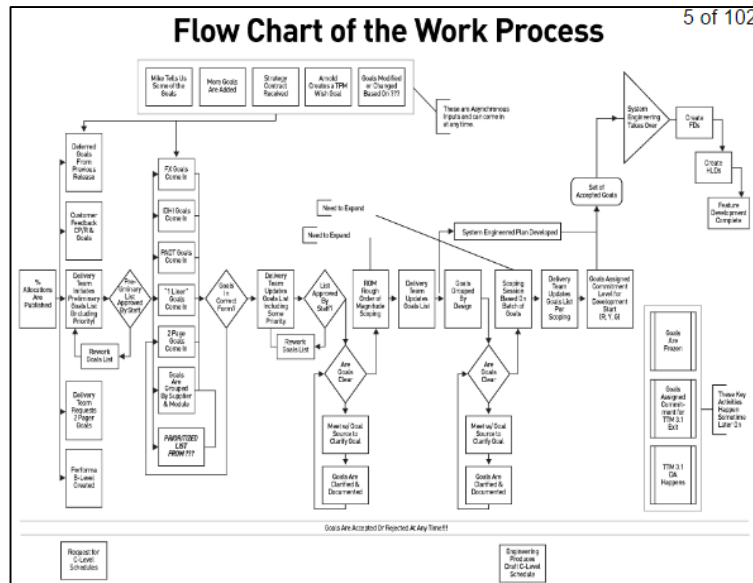 5 of 102
Flow Chart of the Work Process
Mike Tells Us
Some of the
Goals
More Goals
Are Added
Strategy
Contract
Received
Arnold
Creates a TPM
Wish Goal
Goals Modified
or Changed
Based On ???
These are Asynchronous
Inputs and can come in
at any time.
System
Engineering
Takes Over
Create
FDs
Create
HLDs
Feature
Development
Complete
Deferred
Goals
From
Previous
Release
Customer
Feedback
CP/R & Goals
%
Allocations
Are
Published
Delivery
Team
Initiates
Preliminary
Goals List
(Including
Priority)
Pre-
liminary List
Approved
By Staff
Rework Goals List
Delivery
Team
Requests
2 Pager
Goals
Performa
B-Level
Created
FX Goals
Come In
IDHI Goals
Come In
PACT Goals
Come In
"1 Liner"
Goals
Come In
2 Page
Goals
Come In
Goals
Are
Grouped
By Supplier
& Module
PRIORITIZED
LIST
FROM ???
Goals
In
Correct
Form?
Delivery
Team
Updates
Goals List
Including
Some
Priority
List
Approved
By
Staff?
Rework
Goals List
Need to Expand
Need to Expand
ROM
Rough
Order of
Magnitude
Scoping
Are
Goals
Clear
Meet w/Goal
Source to
Clarify Goal
Goals Are
Clarified &
Documented
Delivery
Team
Updates
Goals List
System Engineered Plan Developed
Set of
Accepted
Goals
Goals
Grouped
By
Design
Are
Goals
Clear
Meet w/Goal
Source to
Clarify Goal
Goals Are
Clarified &
Documented
Scoping
Session
Based On
Batch of
Goals
Delivery
Team
Updates
Goals List
Per
Scoping
Goals Assigned
Commitment
Level for
Development
Start
(R, Y, G)
Goals
Are
Frozen
Goals
Assigned
Commit-
ment for
TTM 3.1
Exit
TTM 3.1
QA
Happens
These Key
Activities
Happen
Sometime
Later On
Goals Are Accepted Or Rejected At Any Time!!!
Request for
C-Level
Schedules
Engineering
Produces
Draft C-Level
Schedule